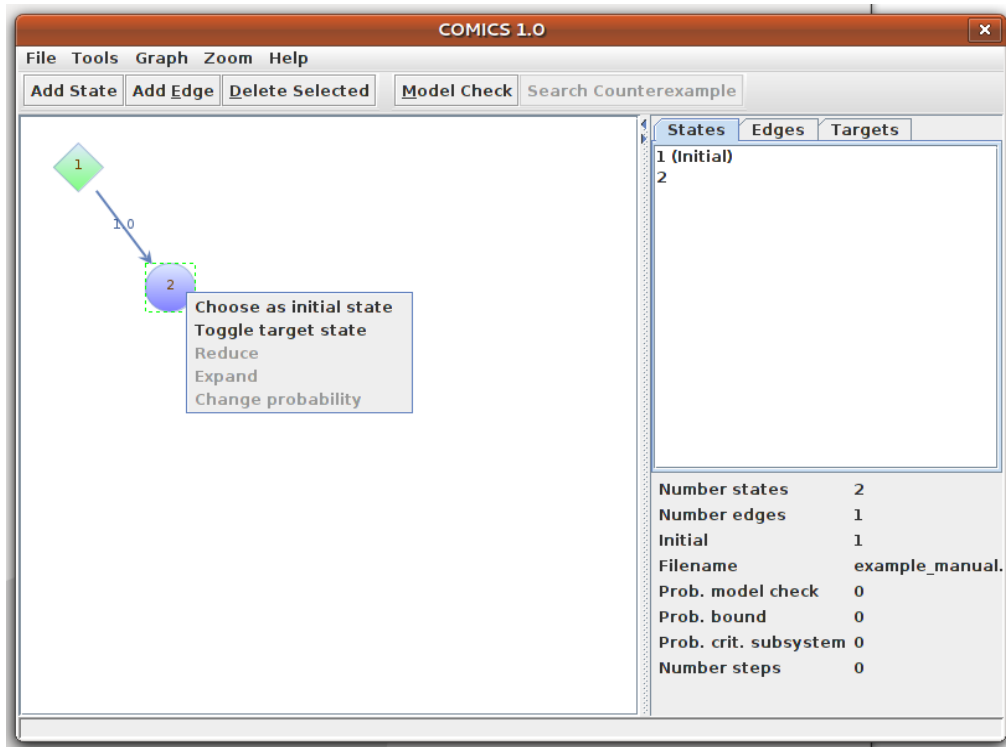 COMICS 1.0
File Tools Graph Zoom Help
Add State Add Edge Delete Selected Model Check Search Counterexample
States Edges Targets
1 (Initial)
2
1
1.0
2
Choose as initial state
Toggle target state
Reduce
Expand
Change probability
Number states 2
Number edges 1
Initial 1
Filename example_manual.
Prob. model check 0
Prob. bound 0
Prob. crit. subsystem 0
Number steps 0